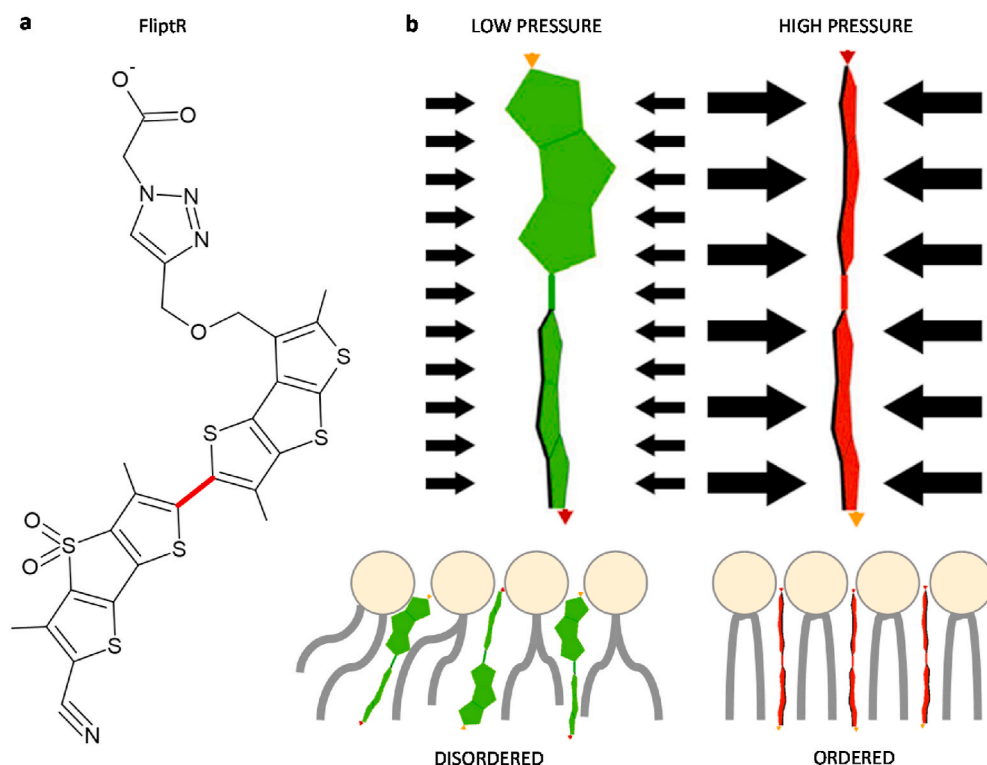 a
FliptR
b
LOW PRESSURE
HIGH PRESSURE
O-
O
N
N
N
O
S
S
S
O
S
O
S
S
N
DISORDERED
ORDERED